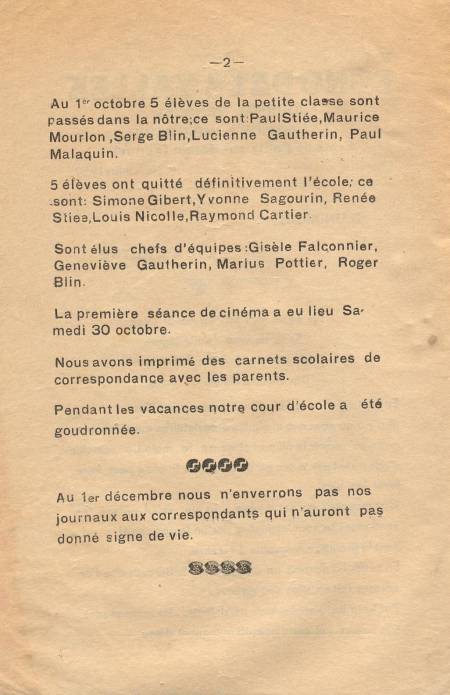 —2—
Au 1er octobre 5 élèves de la petite classe sont
passés dans la nôtre;ce sont:PaulStiée,Maurice
Mourlon ,Serge Blin,Lucienne Gautherin, Paul
Malaquin.
5 élèves ont quitté définitivement l'école; ce
sont: Simone Gibert,Yvonne Sagourin, Renée
Stiee,Louis Nicolle,Raymond Cartier.
Sont élus chefs d'équipes:Gisèle Falconnier,
Geneviève Gautherin, Marius Pottier, Roger
Blin.
La première séance de cinéma a eu lieu Sa-
medi 30 octobre.
Nous avons imprimé des carnets scolaires de
correspondance avec les parents.
Pendant les vacances notre cour d'école a été
goudronnée.
Au 1er décembre nous n'enverrons pas nos
journaux aux correspondants qui n'auront pas
donné signe de vie.